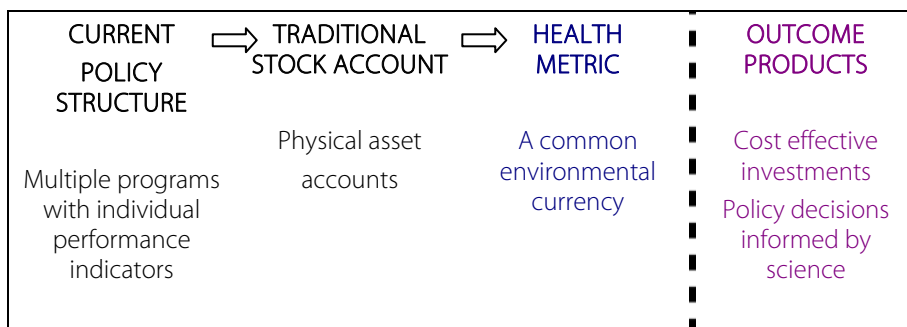 CURRENT
POLICY
STRUCTURE
Multiple programs
with individual
performance
indicators
TRADITIONAL
STOCK ACCOUNT
Physical asset
accounts
HEALTH
METRIC
A common
environmental
currency
OUTCOME
PRODUCTS
Cost effective
investments
Policy decisions
informed by
science